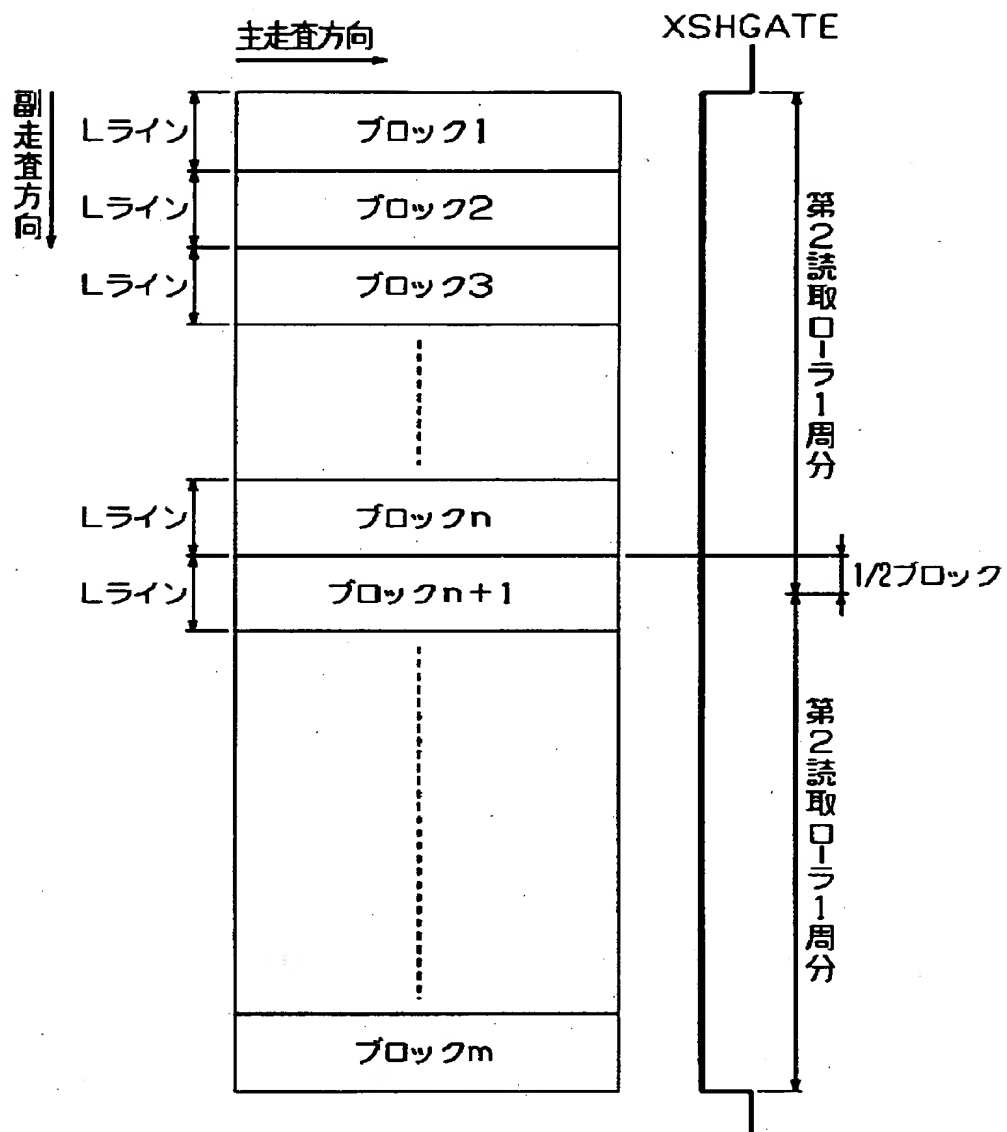 主走査方向
XSHGATE
副走査方向
Lライン
ブロック1
Lライン
ブロック2
Lライン
ブロック3
第2読取ローラ1周分
Lライン
ブロックn
Lライン
ブロックn+1
1/2ブロック
第2読取ローラ1周分
ブロックm